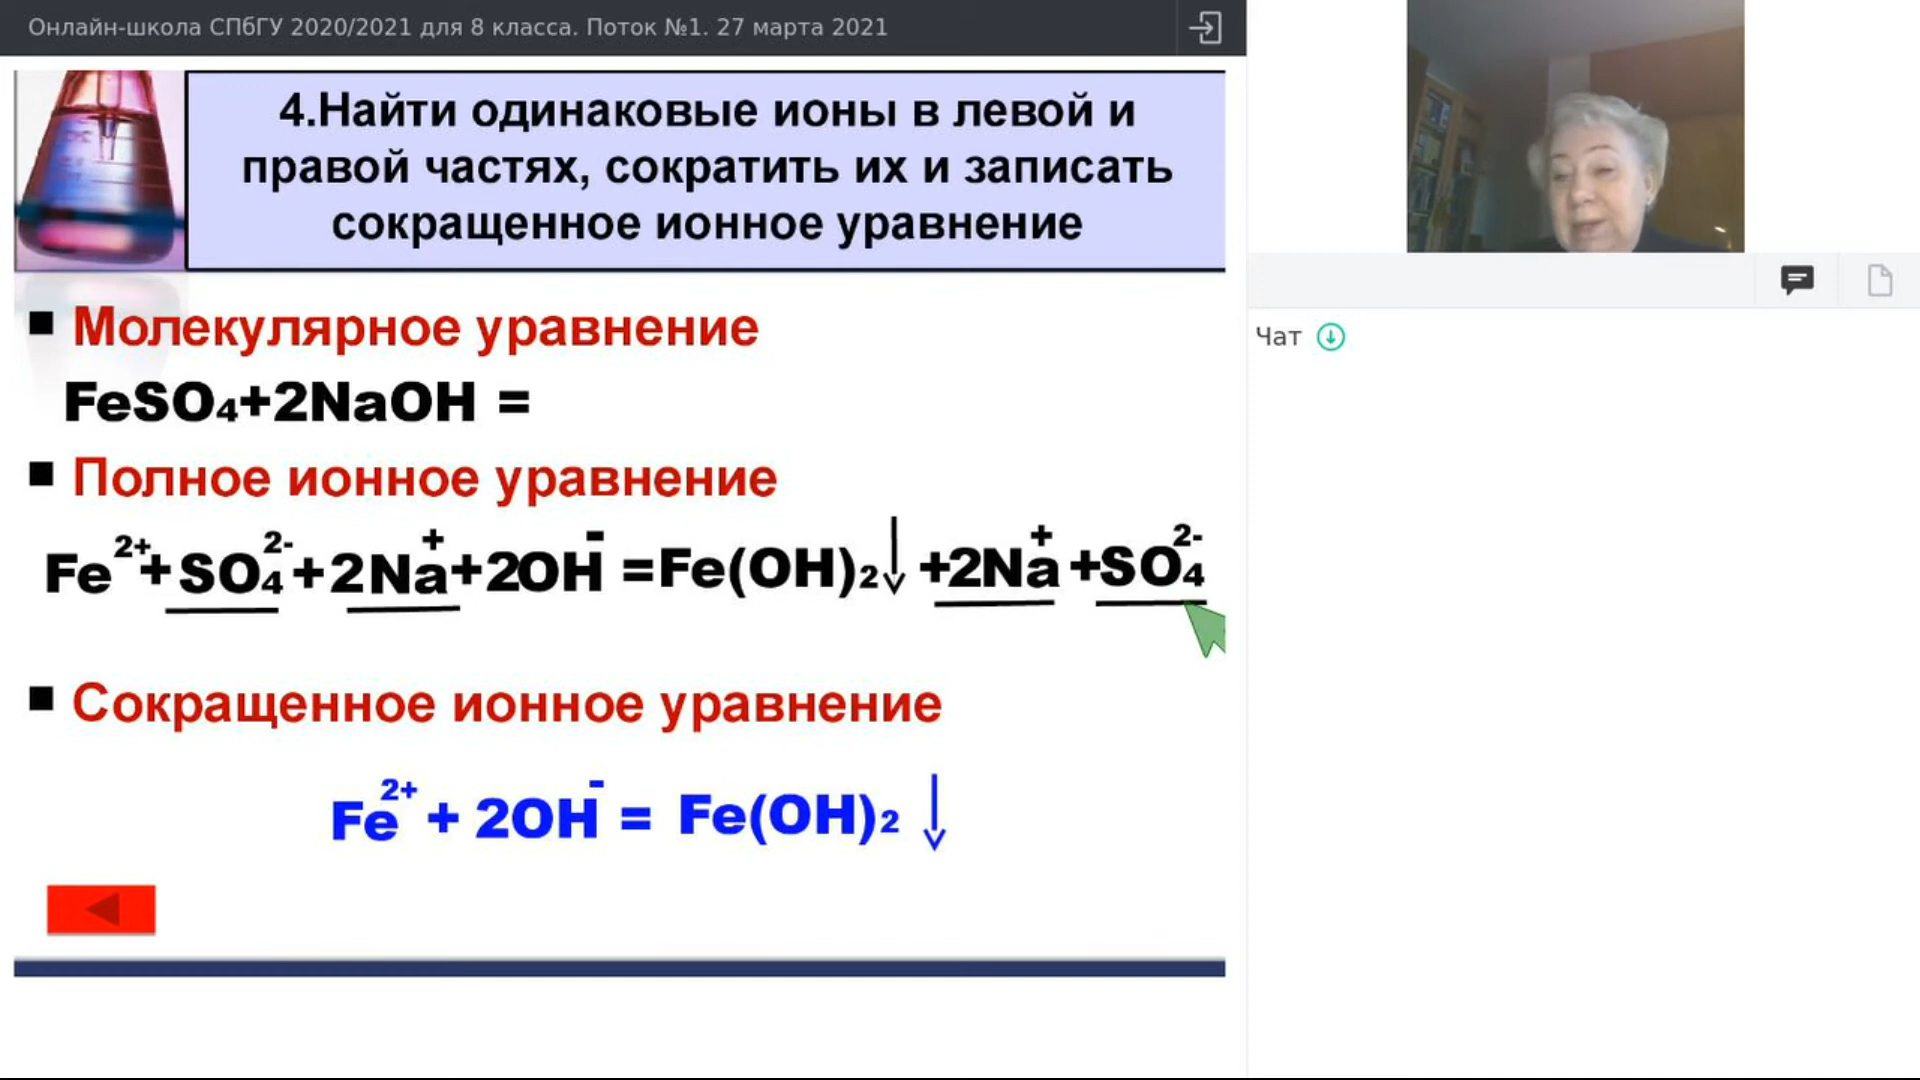 Онлайн-школа СПбГУ 2020/2021 для 8 класса. Поток №1. 27 марта 2021
4.Найти одинаковые ионы в левой и
правой частях, сократить их и записать
сокращенное ионное уравнение
Молекулярное уравнение
FeSO₄+2NaOH =
Полное ионное уравнение
Fe²⁺+SO₄²⁻+2Na⁺+2OH⁻=Fe(OH)₂↓+2Na⁺+SO₄²⁻
Сокращенное ионное уравнение
Fe²⁺ + 2OH⁻ = Fe(OH)₂ ↓
Чат